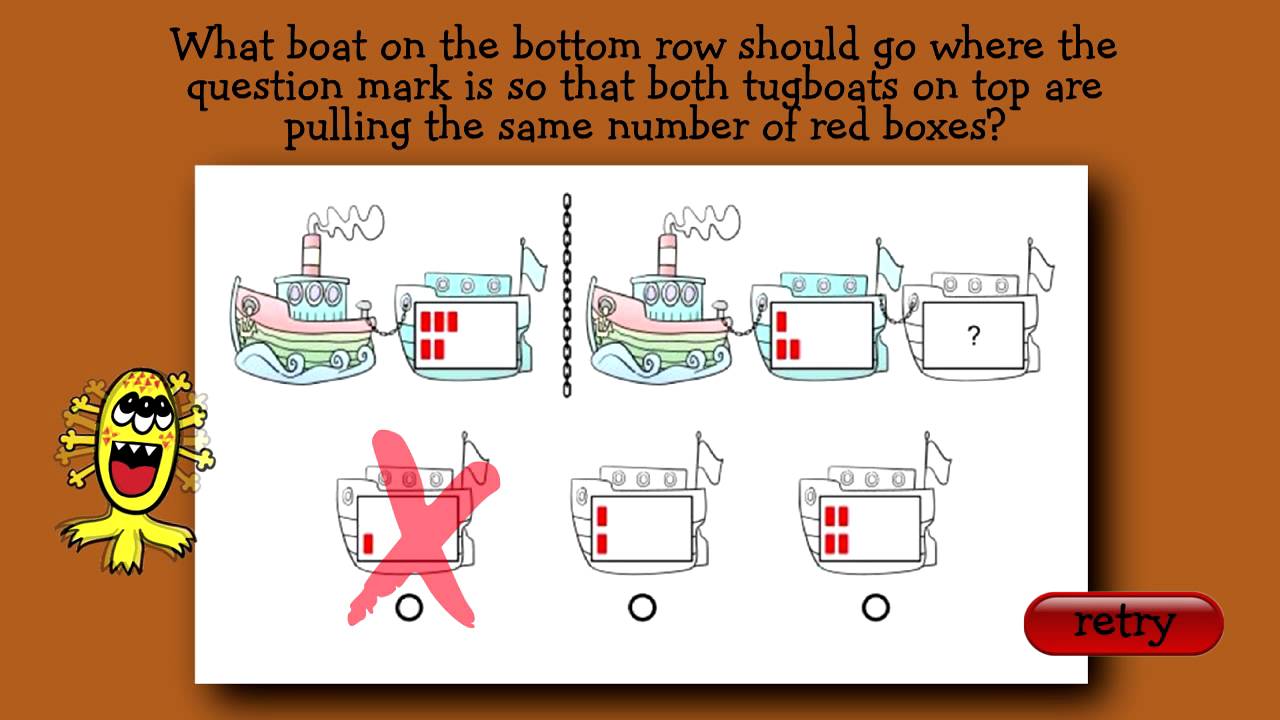 What boat on the bottom row should go where the
question mark is so that both tugboats on top are
pulling the same number of red boxes?
?
retry